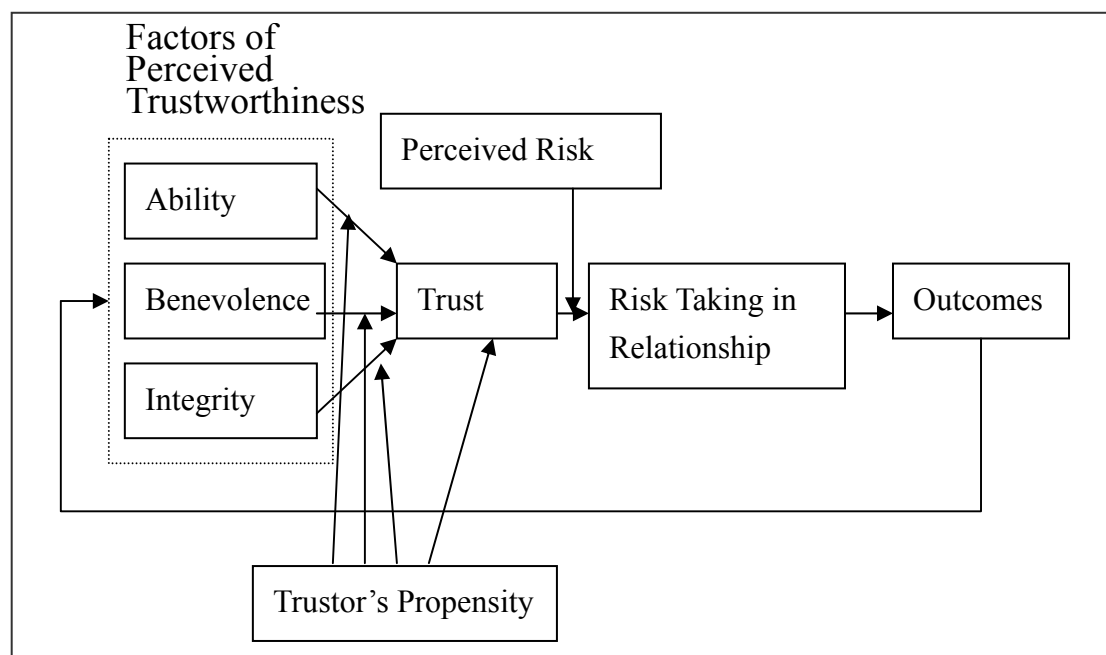 Factors of
Perceived
Trustworthiness
Perceived Risk
Ability
Benevolence
Trust
Risk Taking in
Relationship
Outcomes
Integrity
Trustor’s Propensity